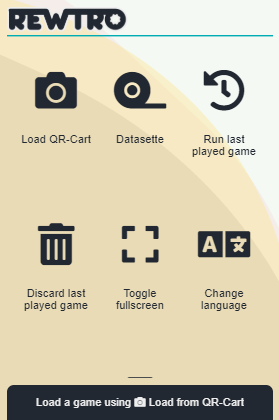 REWTRO
Load QR-Cart
Datasette
Run last
played game
Discard last
played game
Toggle
fullscreen
Change
language
Load a game using Load from QR-Cart